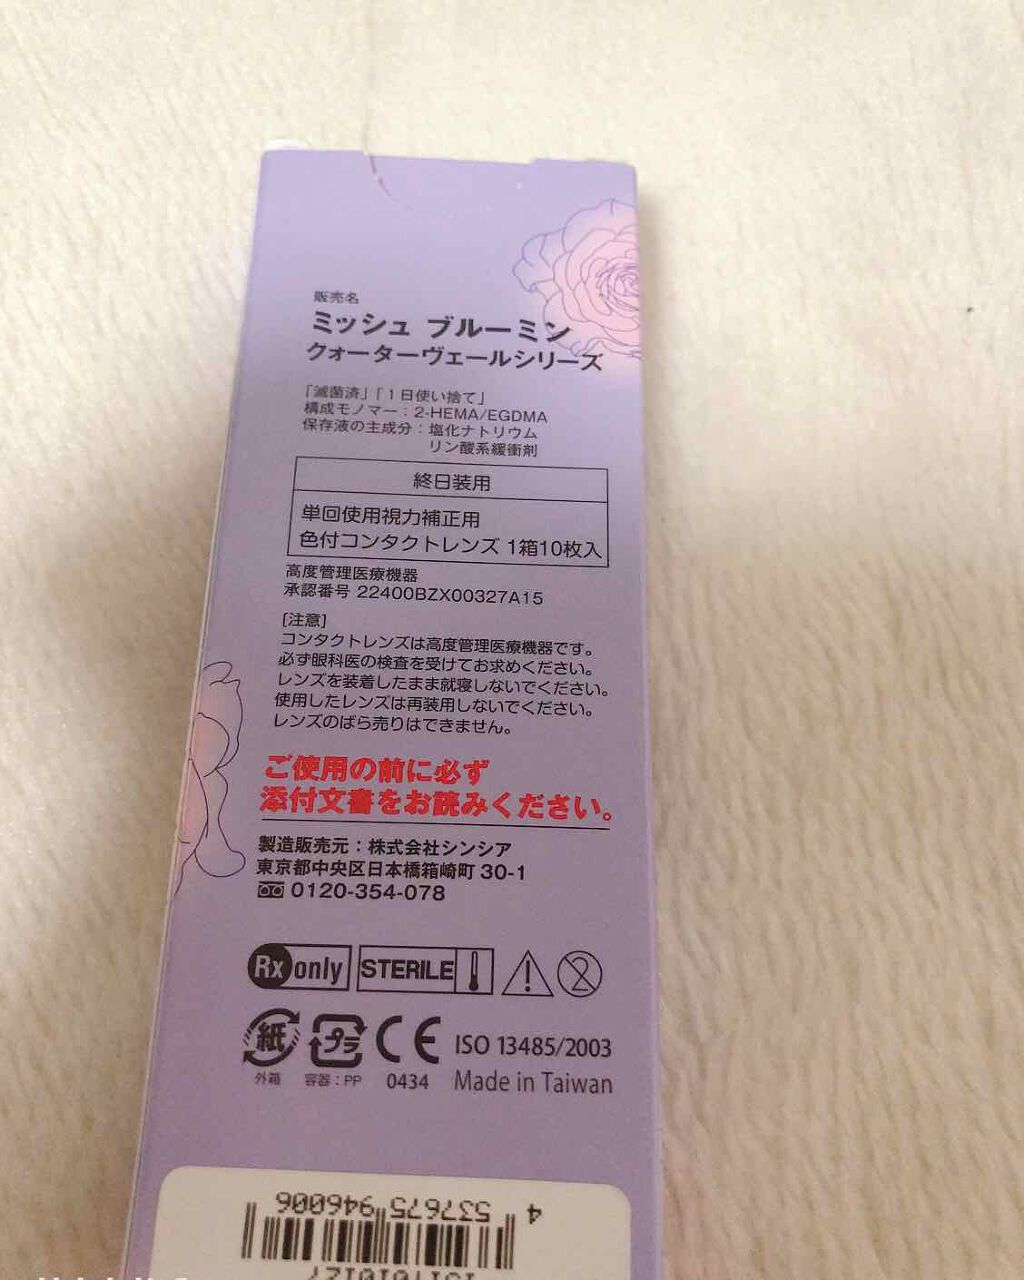 販売名
ミッシュ ブルーミン
クォーターヴェールシリーズ
「滅菌済」「1日使い捨て」
構成モノマー：2-HEMA/EGDMA
保存液の主成分：塩化ナトリウム
リン酸系緩衝剤
終日装用
単回使用視力補正用
色付コンタクトレンズ 1箱10枚入
高度管理医療機器
承認番号 22400BZX00327A15
[注意]
コンタクトレンズは高度管理医療機器です。
必ず眼科医の検査を受けてお求めください。
レンズを装着したまま就寝しないでください。
使用したレンズは再装用しないでください。
レンズのばら売りはできません。
ご使用の前に必ず
添付文書をお読みください。
製造販売元：株式会社シンシア
東京都中央区日本橋箱崎町 30-1
0120-354-078
Rx only STERILE 2
紙 プラ CE ISO 13485/2003
外箱 容器：PP 0434 Made in Taiwan
4 537675 946006